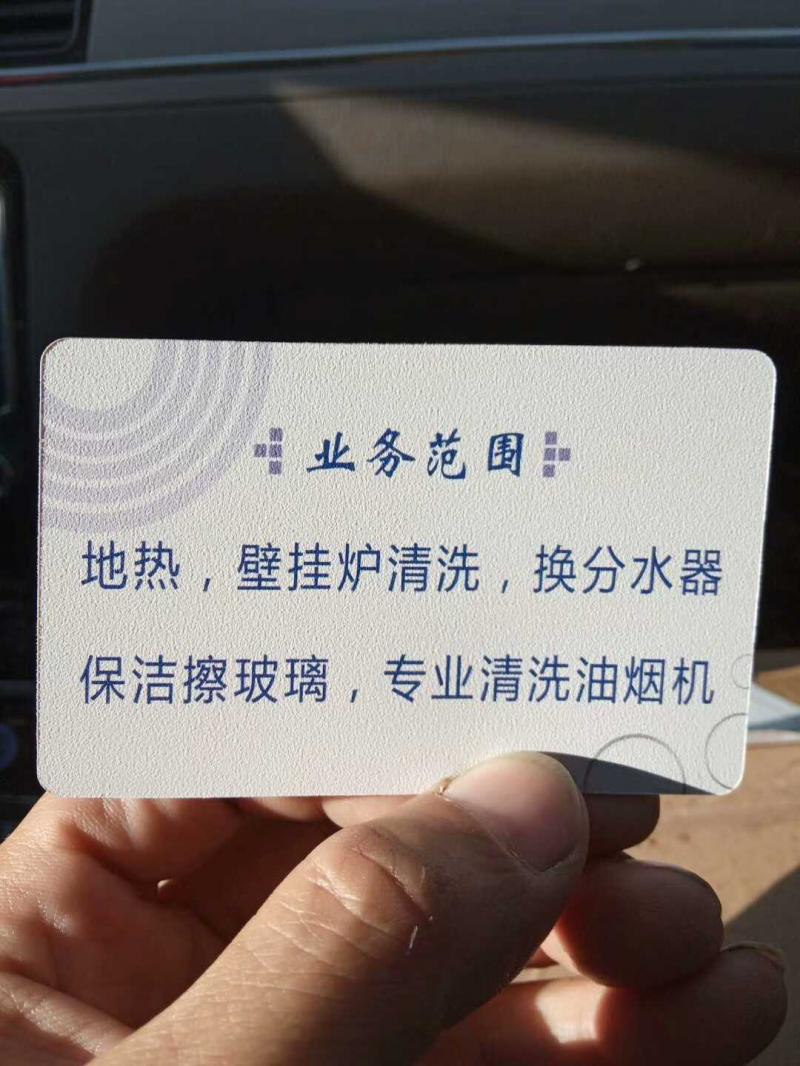 业务范围
地热，壁挂炉清洗，换分水器
保洁擦玻璃，专业清洗油烟机